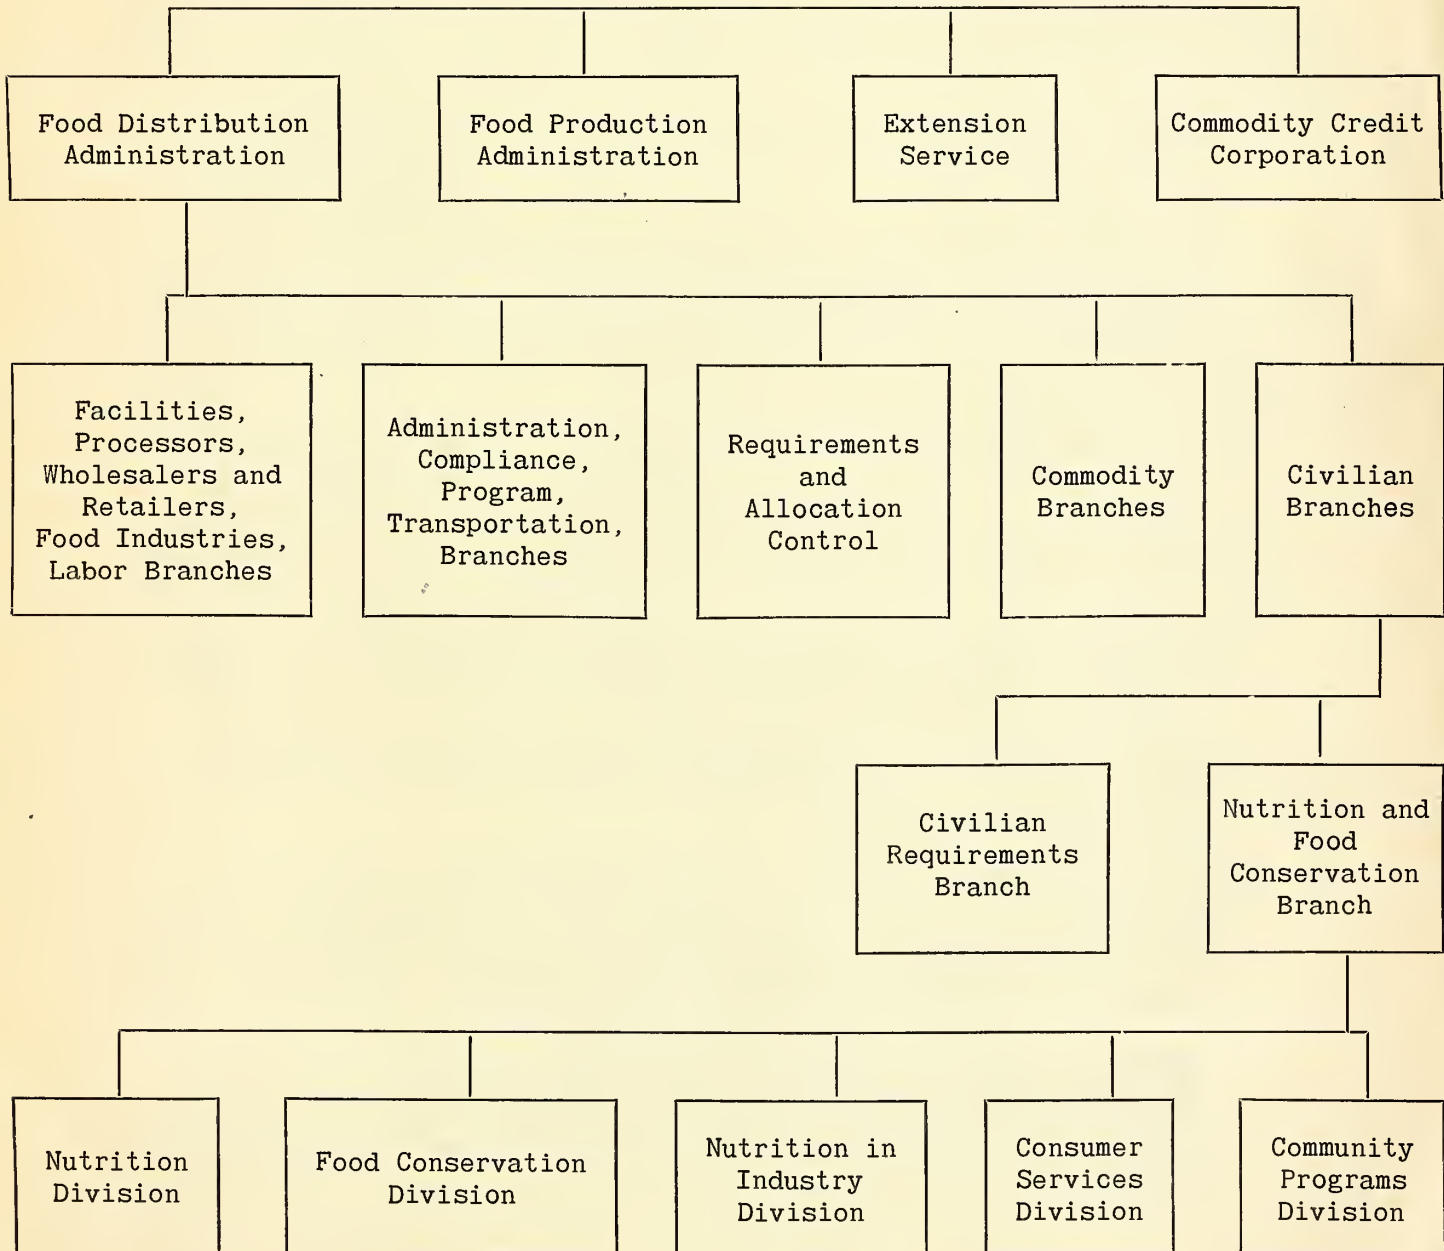 Food Distribution
Administration
Food Production
Administration
Extension
Service
Commodity Credit
Corporation
Facilities,
Processors,
Wholesalers and
Retailers,
Food Industries,
Labor Branches
Administration,
Compliance,
Program,
Transportation,
Branches
Requirements
and
Allocation
Control
Commodity
Branches
Civilian
Branches
Civilian
Requirements
Branch
Nutrition and
Food
Conservation
Branch
Nutrition
Division
Food Conservation
Division
Nutrition in
Industry
Division
Consumer
Services
Division
Community
Programs
Division